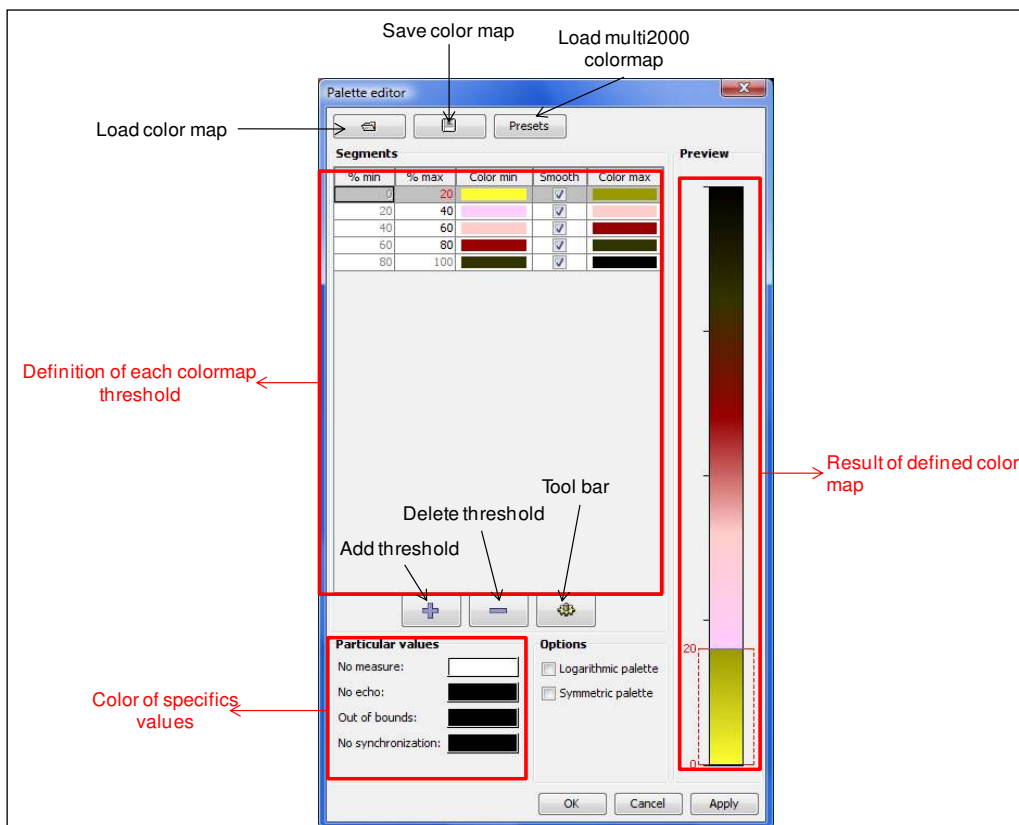 Save color map
Load multi2000
colormap
Palette editor
Load color map
Presets
Segments
Preview
% min % max Color min Smooth Color max
0 20
20 40
40 60
60 80
80 100
Definition of each colormap
threshold
Result of defined color
map
Tool bar
Delete threshold
Add threshold
20
0
Particular values
No measure:
No echo:
Out of bounds:
No synchronization:
Options
Logarithmic palette
Symmetric palette
Color of specifics
values
OK Cancel Apply